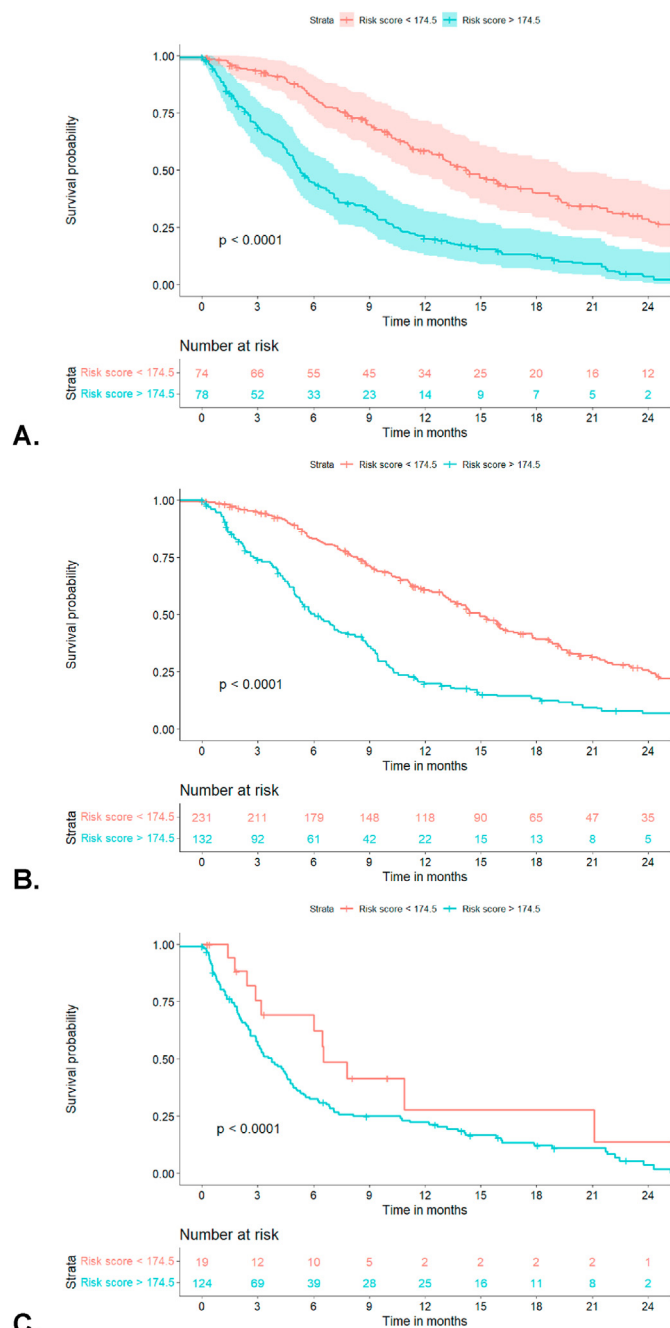 Strata Risk score < 174.5 Risk score > 174.5
1.00
0.75
0.50
0.25
0.00
Survival probability
p < 0.0001
0 3 6 9 12 15 18 21 24
Time in months
Number at risk
Strata
Risk score < 174.5 74 66 55 45 34 25 20 16 12
Risk score > 174.5 78 52 33 23 14 9 7 5 2
0 3 6 9 12 15 18 21 24
Time in months
A.
Strata Risk score < 174.5 Risk score > 174.5
1.00
0.75
0.50
0.25
0.00
Survival probability
p < 0.0001
0 3 6 9 12 15 18 21 24
Time in months
Number at risk
Strata
Risk score < 174.5 231 211 179 148 118 90 65 47 35
Risk score > 174.5 132 92 61 42 22 15 13 8 5
0 3 6 9 12 15 18 21 24
Time in months
B.
Strata Risk score < 174.5 Risk score > 174.5
1.00
0.75
0.50
0.25
0.00
Survival probability
p < 0.0001
0 3 6 9 12 15 18 21 24
Time in months
Number at risk
Strata
Risk score < 174.5 19 12 10 5 2 2 2 2 1
Risk score > 174.5 124 69 39 28 25 16 11 8 2
0 3 6 9 12 15 18 21 24
Time in months
C.